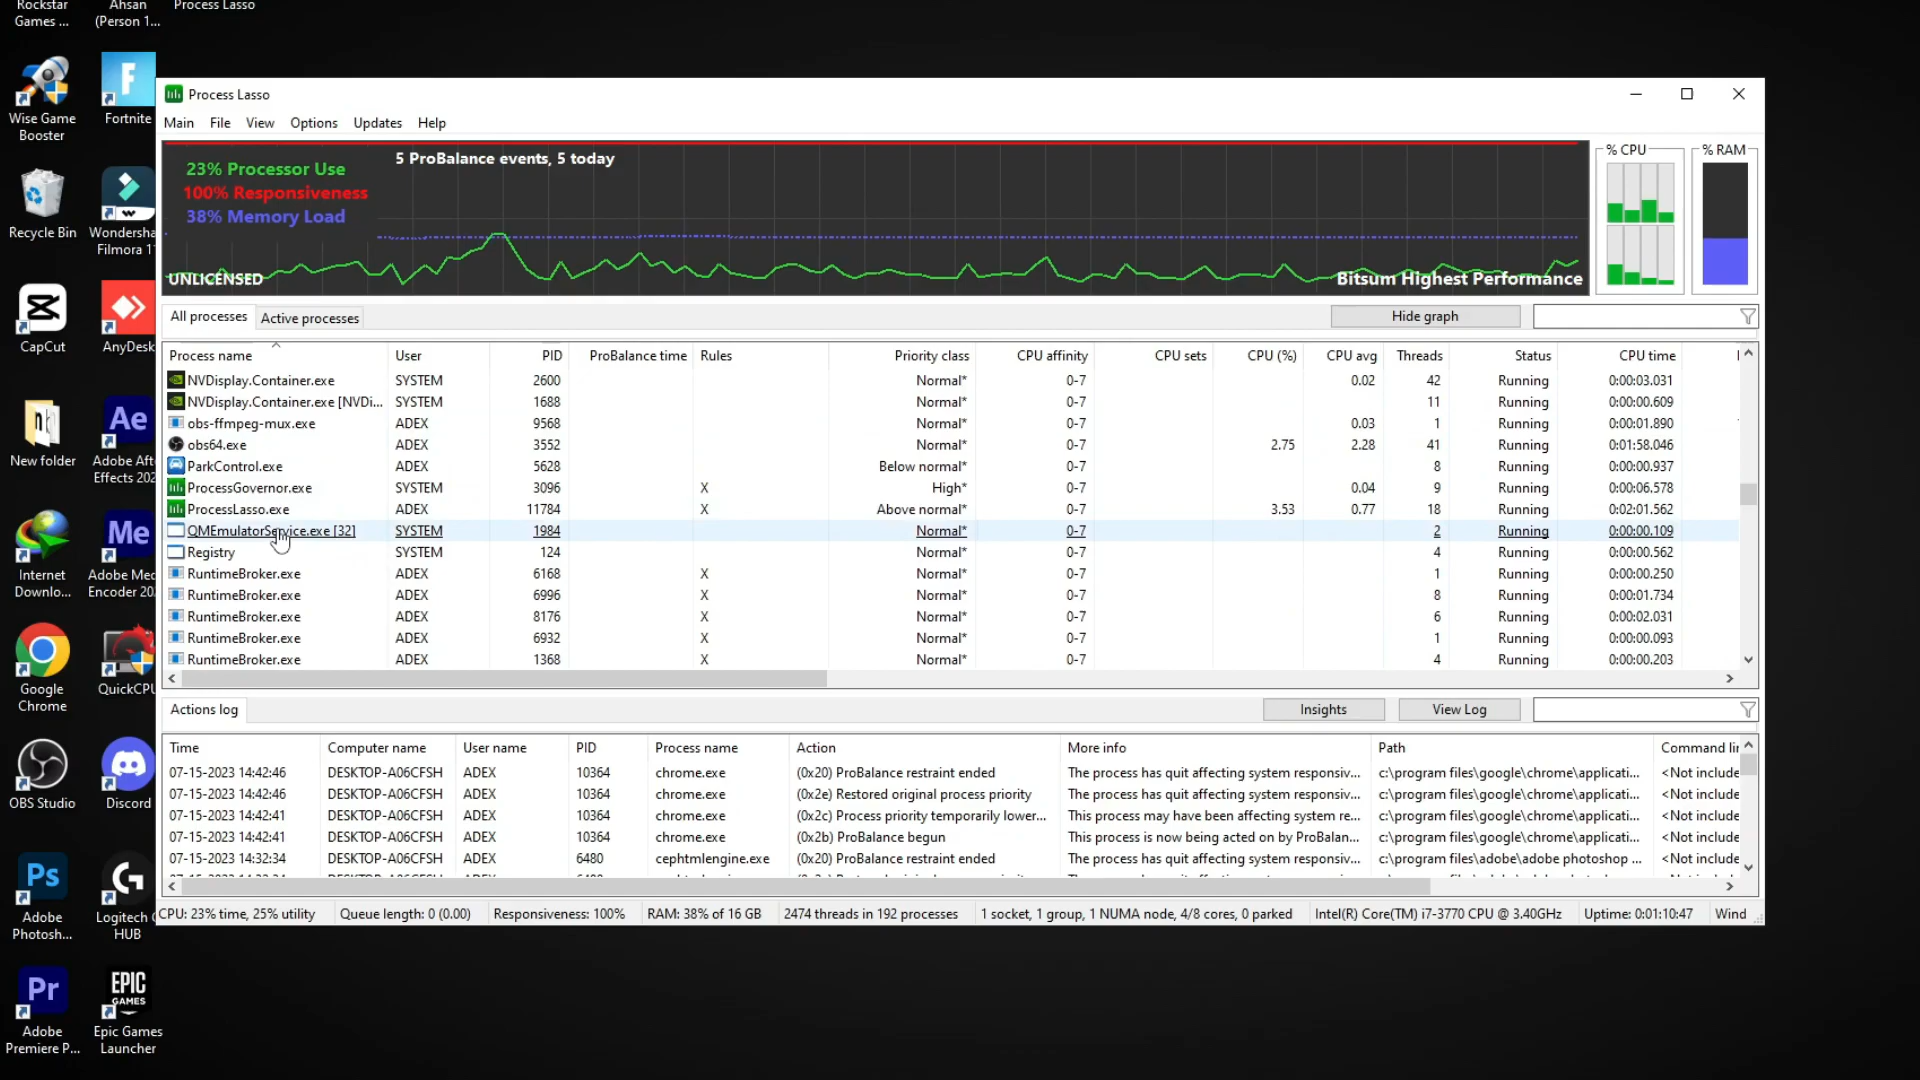 Rockstar
Games ...
Ahsan
(Person 1...
Process Lasso
Wise Game
Booster
Fortnite
Recycle Bin
Wondersha
Filmora 1
CapCut
AnyDesk
New folder
Ae
Adobe Aft
Effects 202
Internet
Downlo...
Me
Adobe Med
Encoder 20
Google
Chrome
QuickCPU
OBS Studio
Discord
Ps
Adobe
Photosh...
Logitech G
HUB
Pr
Adobe
Premiere P...
EPIC
GAMES
Epic Games
Launcher
Process Lasso
Main File View Options Updates Help
23% Processor Use
100% Responsiveness
38% Memory Load
5 ProBalance events, 5 today
UNLICENSED
Bitsum Highest Performance
% CPU
% RAM
All processes Active processes Hide graph
Process name User PID ProBalance time Rules Priority class CPU affinity CPU sets CPU (%) CPU avg Threads Status CPU time
NVDisplay.Container.exe SYSTEM 2600 Normal* 0-7 0.02 42 Running 0:00:03.031
NVDisplay.Container.exe [NVDi... SYSTEM 1688 Normal* 0-7 11 Running 0:00:00.609
obs-ffmpeg-mux.exe ADEX 9568 Normal* 0-7 0.03 1 Running 0:00:01.890
obs64.exe ADEX 3552 Normal* 0-7 2.75 2.28 41 Running 0:01:58.046
ParkControl.exe ADEX 5628 Below normal* 0-7 8 Running 0:00:00.937
ProcessGovernor.exe SYSTEM 3096 X High* 0-7 0.04 9 Running 0:00:06.578
ProcessLasso.exe ADEX 11784 X Above normal* 0-7 3.53 0.77 18 Running 0:02:01.562
QMEmulatorService.exe [32] SYSTEM 1984 Normal* 0-7 2 Running 0:00:00.109
Registry SYSTEM 124 Normal* 0-7 4 Running 0:00:00.562
RuntimeBroker.exe ADEX 6168 X Normal* 0-7 1 Running 0:00:00.250
RuntimeBroker.exe ADEX 6996 X Normal* 0-7 8 Running 0:00:01.734
RuntimeBroker.exe ADEX 8176 X Normal* 0-7 6 Running 0:00:02.031
RuntimeBroker.exe ADEX 6932 X Normal* 0-7 1 Running 0:00:00.093
RuntimeBroker.exe ADEX 1368 X Normal* 0-7 4 Running 0:00:00.203
Actions log Insights View Log
Time Computer name User name PID Process name Action More info Path Command lin
07-15-2023 14:42:46 DESKTOP-A06CFSH ADEX 10364 chrome.exe (0x20) ProBalance restraint ended The process has quit affecting system responsiv... c:\program files\google\chrome\applicati... <Not include
07-15-2023 14:42:46 DESKTOP-A06CFSH ADEX 10364 chrome.exe (0x2e) Restored original process priority The process has quit affecting system responsiv... c:\program files\google\chrome\applicati... <Not include
07-15-2023 14:42:41 DESKTOP-A06CFSH ADEX 10364 chrome.exe (0x2c) Process priority temporarily lower... This process may have been affecting system re... c:\program files\google\chrome\applicati... <Not include
07-15-2023 14:42:41 DESKTOP-A06CFSH ADEX 10364 chrome.exe (0x2b) ProBalance begun This process is now being acted on by ProBalan... c:\program files\google\chrome\applicati... <Not include
07-15-2023 14:32:34 DESKTOP-A06CFSH ADEX 6480 cephtmlengine.exe (0x20) ProBalance restraint ended The process has quit affecting system responsiv... c:\program files\adobe\adobe photoshop ... <Not include
CPU: 23% time, 25% utility Queue length: 0 (0.00) Responsiveness: 100% RAM: 38% of 16 GB 2474 threads in 192 processes 1 socket, 1 group, 1 NUMA node, 4/8 cores, 0 parked Intel(R) Core(TM) i7-3770 CPU @ 3.40GHz Uptime: 0:01:10:47 Wind